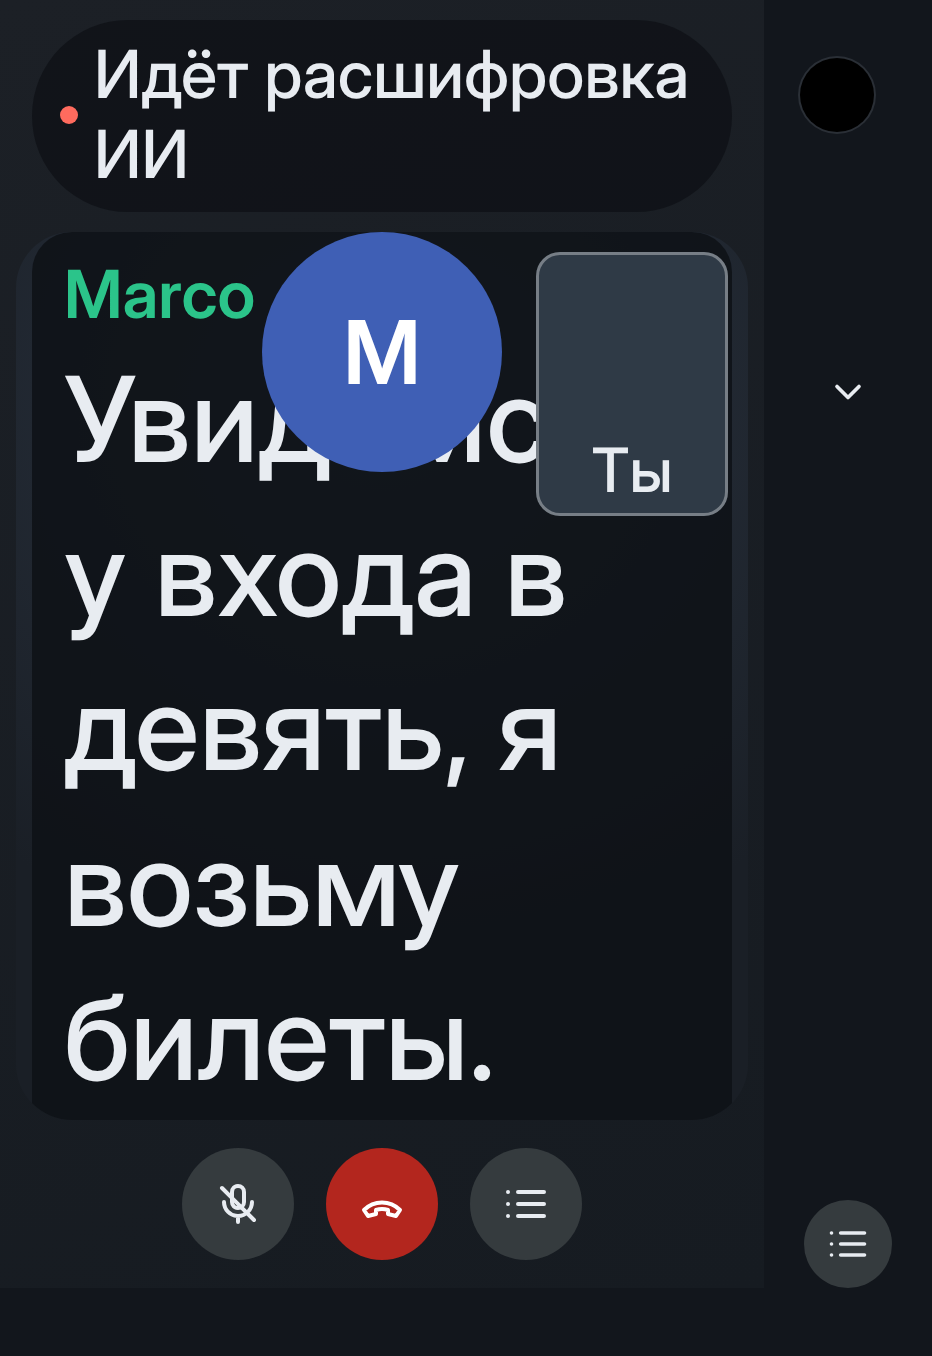 Идёт расшифровка
ИИ
Marco
M
Ты
у входа в
девять, я
возьму
билеты.